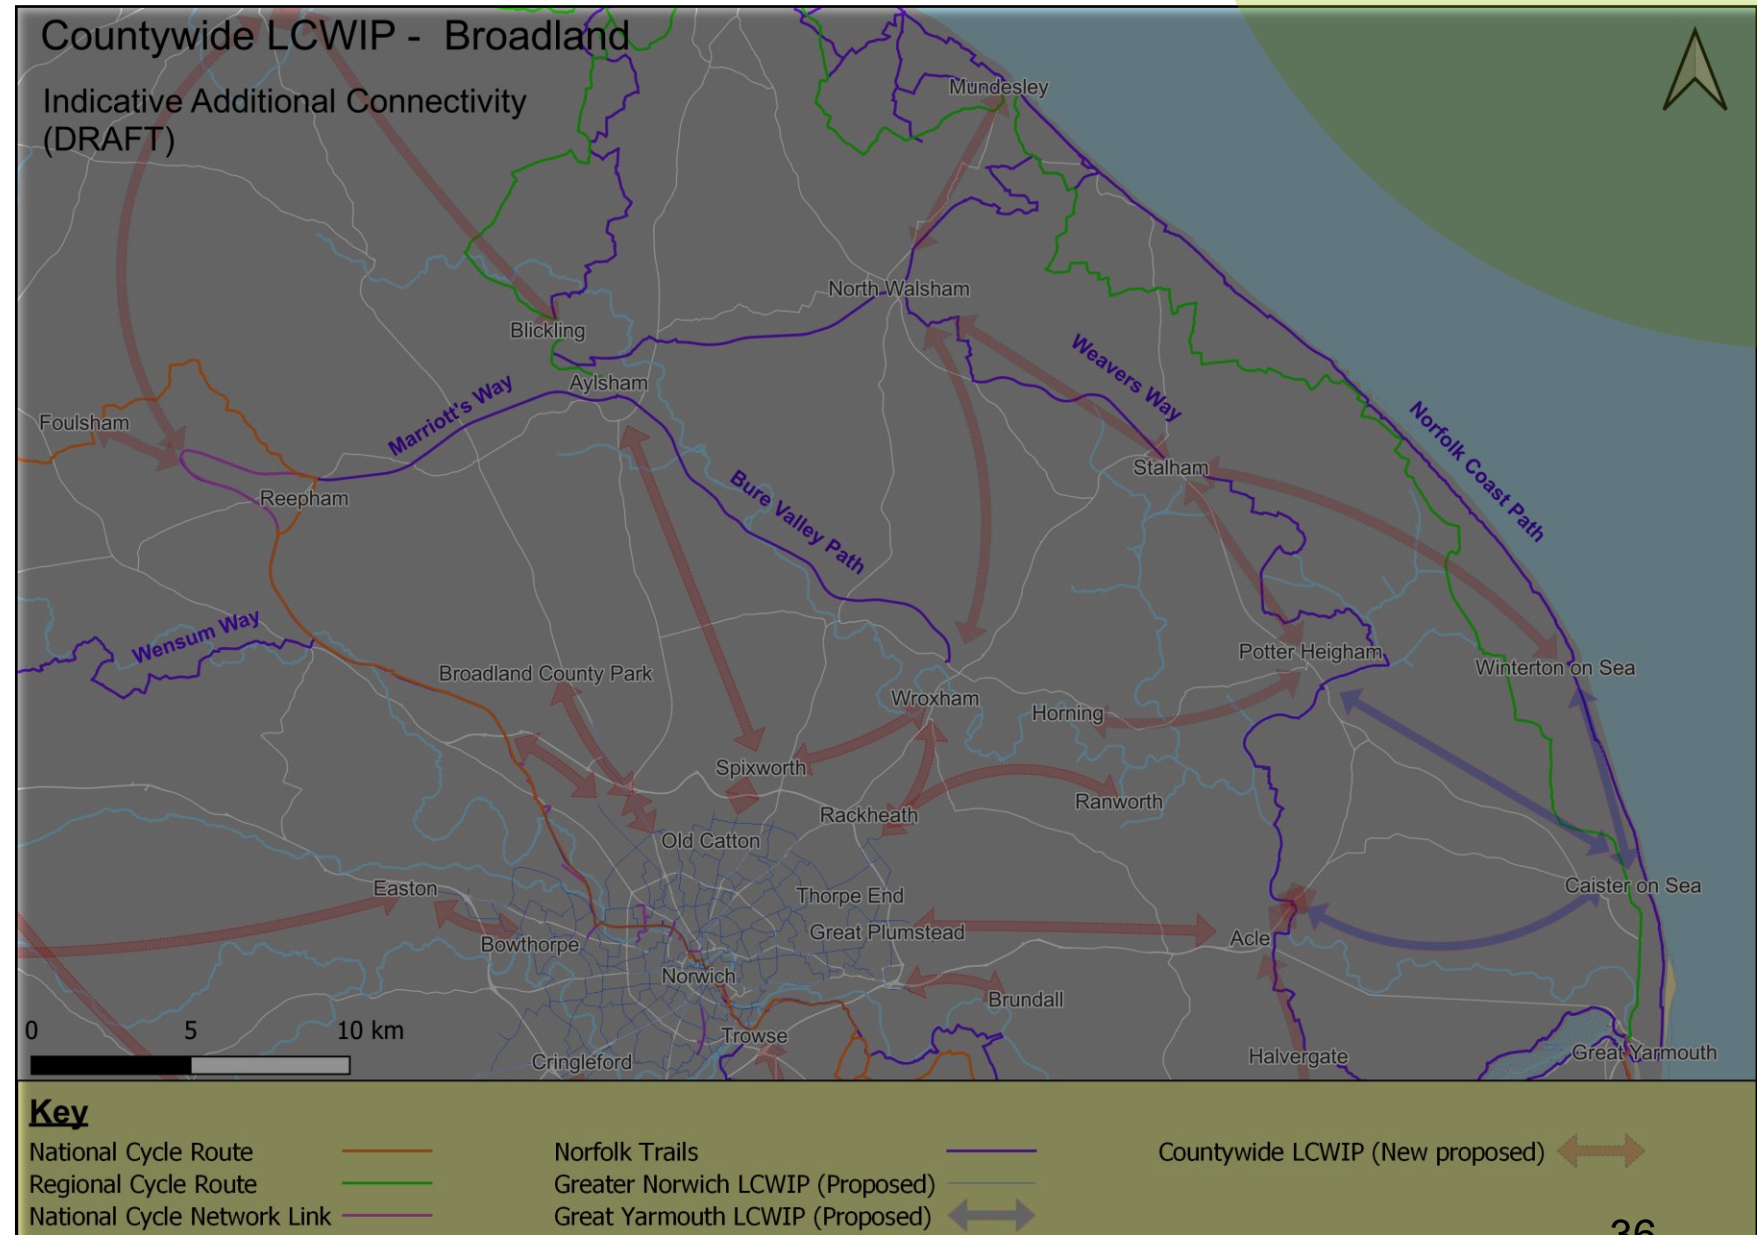 Countywide LCWIP - Broadland
Indicative Additional Connectivity
(DRAFT)
Mundesley
North Walsham
Blickling
Weavers Way
Aylsham
Marriott's Way
Foulsham
Norfolk Coast Path
Stalham
Reepham
Bure Valley Path
Wensum Way
Potter Heigham
Winterton on Sea
Broadland County Park
Wroxham
Horning
Spixworth
Ranworth
Rackheath
Old Catton
Easton
Caister on Sea
Thorpe End
Great Plumstead
Acle
Bowthorpe
Norwich
Brundall
0 5 10 km
Trowse
Halvergate
Great Yarmouth
Cringleford
Key
National Cycle Route
Regional Cycle Route
National Cycle Network Link
Norfolk Trails
Greater Norwich LCWIP (Proposed)
Great Yarmouth LCWIP (Proposed)
Countywide LCWIP (New proposed)
36